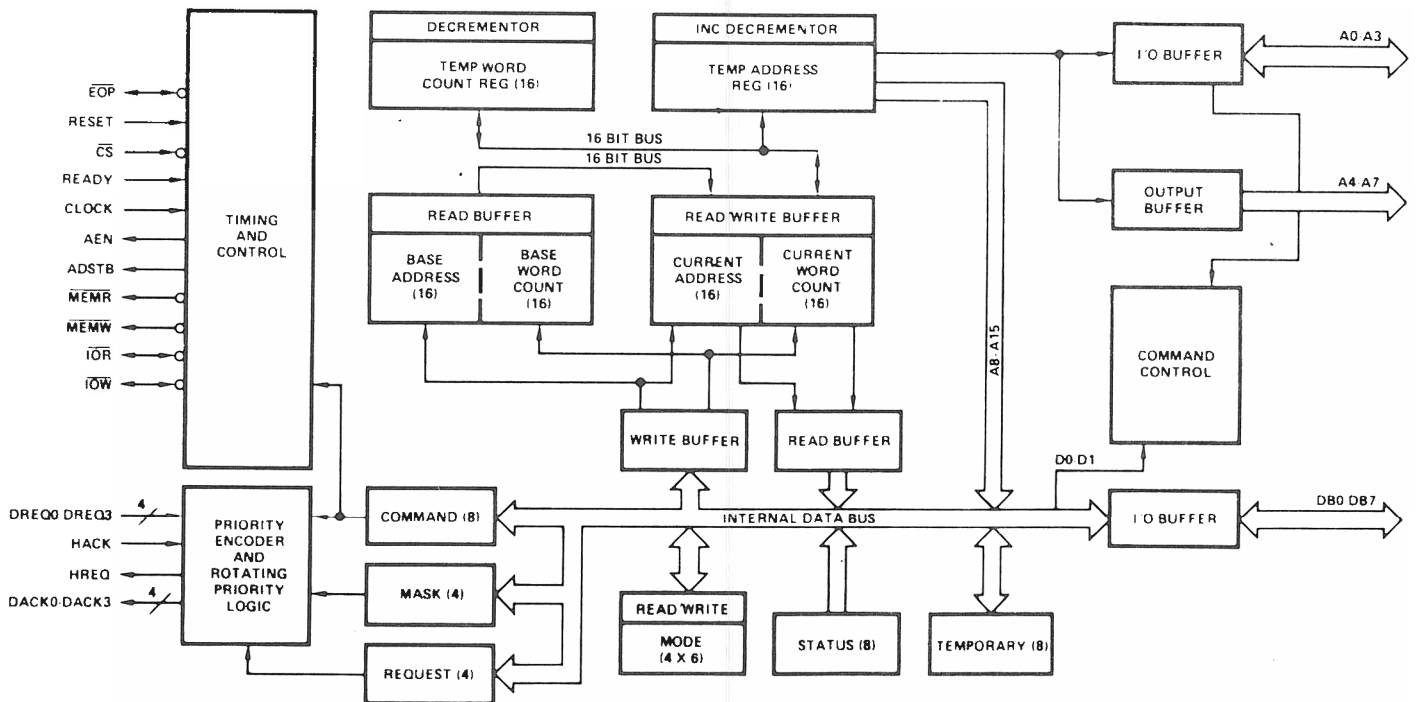 DECREMENTOR
TEMP WORD
COUNT REG (16)
INC DECREMENTOR
TEMP ADDRESS
REG (16)
I/O BUFFER
A0-A3
EOP
RESET
CS
READY
CLOCK
AEN
ADSTB
MEMR
MEMW
IOR
IOW
TIMING
AND
CONTROL
16 BIT BUS
16 BIT BUS
READ BUFFER
BASE
ADDRESS
(16)
BASE
WORD
COUNT
(16)
READ WRITE BUFFER
CURRENT
ADDRESS
(16)
CURRENT
WORD
COUNT
(16)
A8-A15
OUTPUT
BUFFER
A4-A7
COMMAND
CONTROL
WRITE BUFFER
READ BUFFER
D0-D1
DREQ0 DREQ3
4
HACK
HREQ
DACK0-DACK3
4
PRIORITY
ENCODER
AND
ROTATING
PRIORITY
LOGIC
COMMAND (8)
MASK (4)
REQUEST (4)
INTERNAL DATA BUS
I/O BUFFER
DB0 DB7
READ WRITE
MODE
(4 X 6)
STATUS (8)
TEMPORARY (8)